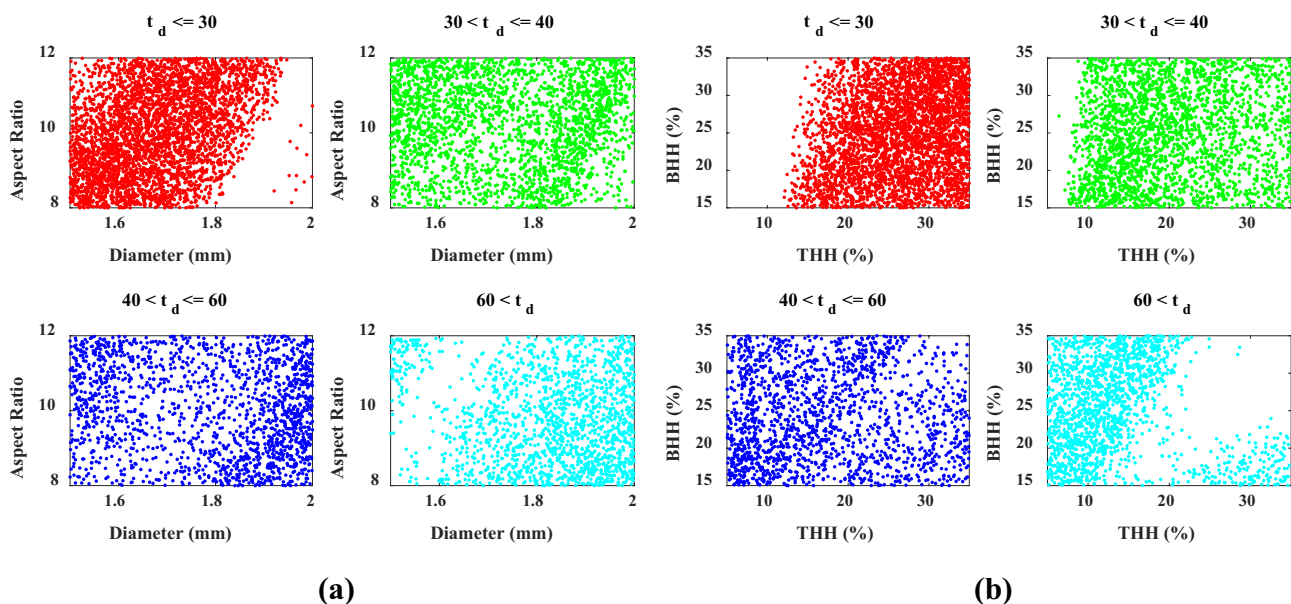 t d <= 30
12
10
8
Aspect Ratio
1.6 1.8 2
Diameter (mm)
30 < t d <= 40
12
10
8
Aspect Ratio
1.6 1.8 2
Diameter (mm)
40 < t d <= 60
12
10
8
Aspect Ratio
1.6 1.8 2
Diameter (mm)
60 < t d
12
10
8
Aspect Ratio
1.6 1.8 2
Diameter (mm)
(a)
t d <= 30
35
30
25
20
15
BHH (%)
10 20 30
THH (%)
30 < t d <= 40
35
30
25
20
15
BHH (%)
10 20 30
THH (%)
40 < t d <= 60
35
30
25
20
15
BHH (%)
10 20 30
THH (%)
60 < t d
35
30
25
20
15
BHH (%)
10 20 30
THH (%)
(b)